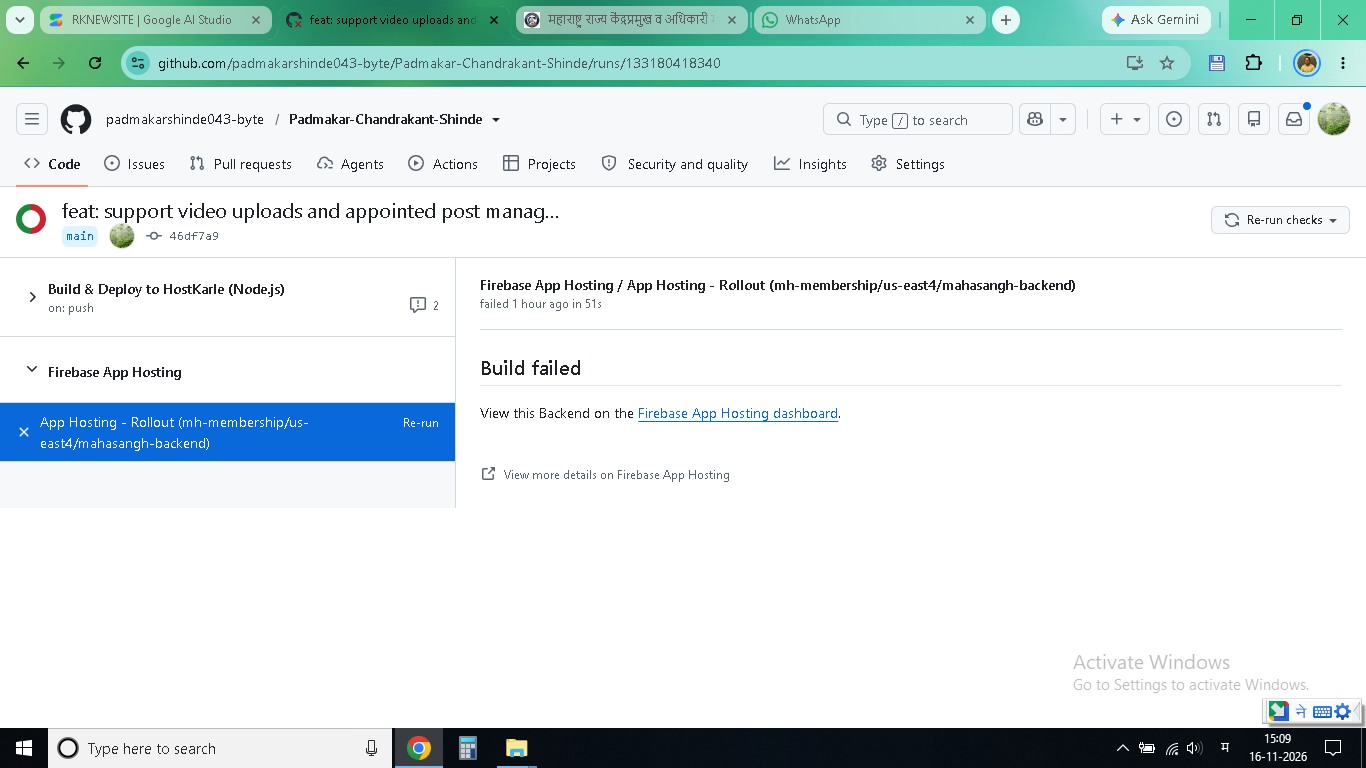 RKNEWSITE | Google AI Studio
feat: support video uploads and
महाराष्ट्र राज्य केंद्रप्रमुख व अधिकारी
WhatsApp
Ask Gemini
github.com/padmakarshinde043-byte/Padmakar-Chandrakant-Shinde/runs/133180418340
padmakarshinde043-byte / Padmakar-Chandrakant-Shinde
Type / to search
Code
Issues
Pull requests
Agents
Actions
Projects
Security and quality
Insights
Settings
feat: support video uploads and appointed post manag...
main
46df7a9
Re-run checks
Build & Deploy to HostKarle (Node.js)
on: push
2
Firebase App Hosting
App Hosting - Rollout (mh-membership/us-
east4/mahasangh-backend)
Re-run
Firebase App Hosting / App Hosting - Rollout (mh-membership/us-east4/mahasangh-backend)
failed 1 hour ago in 51s
Build failed
View this Backend on the Firebase App Hosting dashboard.
View more details on Firebase App Hosting
Activate Windows
Go to Settings to activate Windows.
ने
Type here to search
म
15:09
16-11-2026